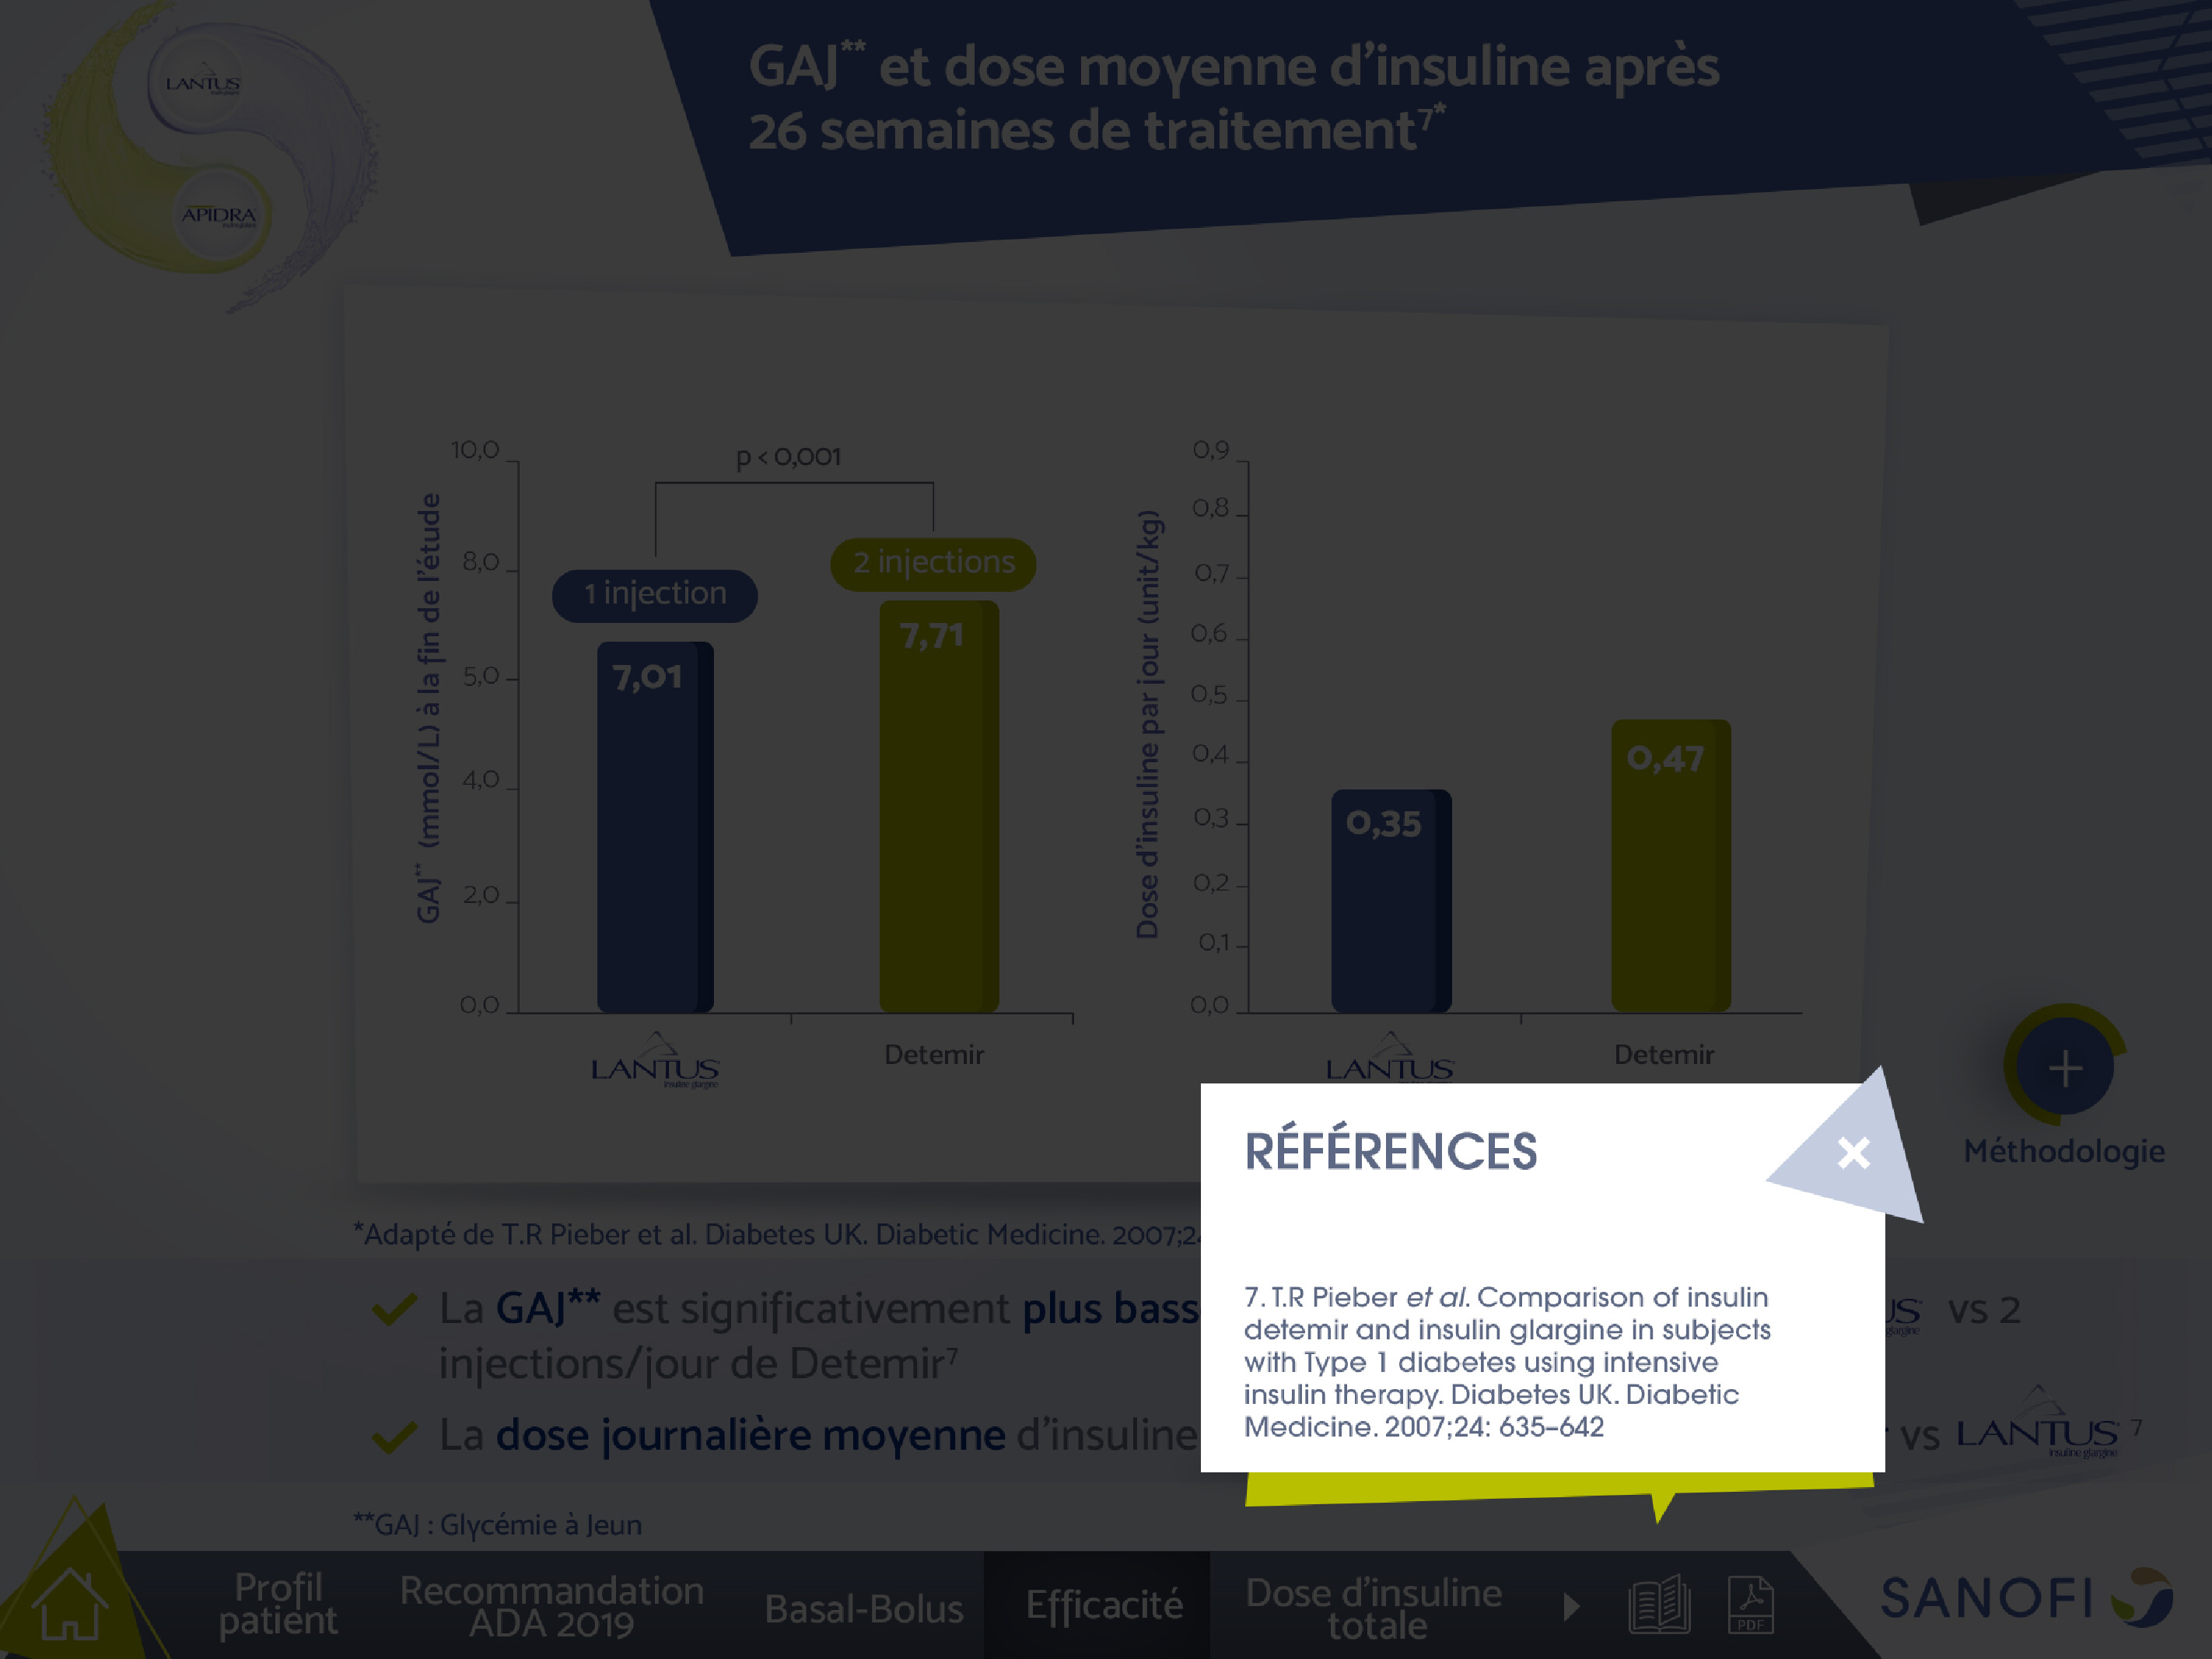 LANTUS
APIDRA
GAJ** et dose moyenne d'insuline après
26 semaines de traitement7*
GAJ** (mmol/L) à la fin de l'étude
10,0
8,0
5,0
4,0
2,0
0,0
p < 0,001
1 injection
2 injections
7,01
7,71
LANTUS
insuline glargine
Detemir
Dose d'insuline par jour (unit/kg)
0,9
0,8
0,7
0,6
0,5
0,4
0,3
0,2
0,1
0,0
0,35
0,47
LANTUS
Detemir
+
Méthodologie
RÉFÉRENCES
×
7. T.R Pieber et al. Comparison of insulin
detemir and insulin glargine in subjects
with Type 1 diabetes using intensive
insulin therapy. Diabetes UK. Diabetic
Medicine. 2007;24: 635–642
*Adapté de T.R Pieber et al. Diabetes UK. Diabetic Medicine. 2007;2
La GAJ** est significativement plus bass US vs 2
glargine
injections/jour de Detemir7
La dose journalière moyenne d'insuline vs LANTUS 7
insuline glargine
**GAJ : Glycémie à Jeun
Profil
patient
Recommandation
ADA 2019
Basal-Bolus
Efficacité
Dose d'insuline
totale
PDF
SANOFI